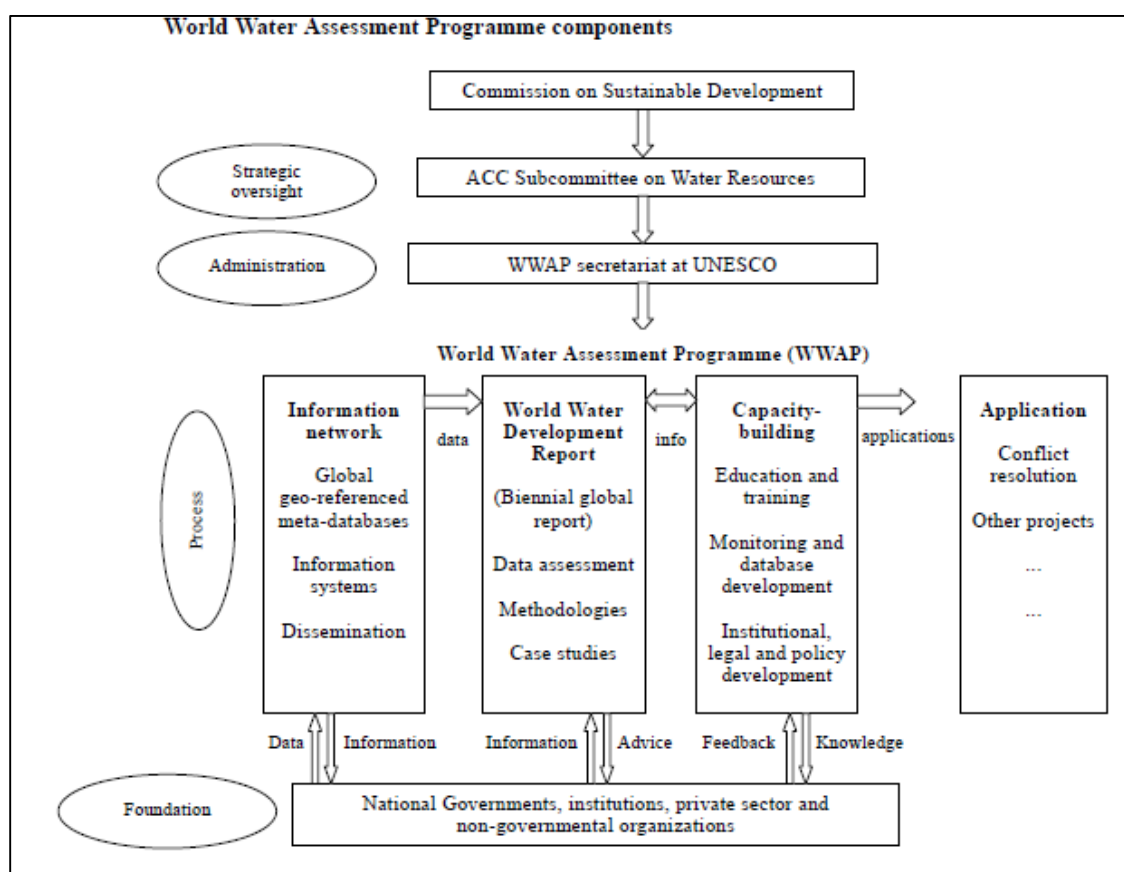 World Water Assessment Programme components
Commission on Sustainable Development
Strategic
oversight
ACC Subcommittee on Water Resources
Administration
WWAP secretariat at UNESCO
World Water Assessment Programme (WWAP)
Process
Information
network
Global
geo-referenced
meta-databases
Information
systems
Dissemination
data
World Water
Development
Report
(Biennial global
report)
Data assessment
Methodologies
Case studies
info
Capacity-
building
Education and
training
Monitoring and
database
development
Institutional,
legal and policy
development
applications
Application
Conflict
resolution
Other projects
...
...
Data
Information
Information
Advice
Feedback
Knowledge
Foundation
National Governments, institutions, private sector and
non-governmental organizations